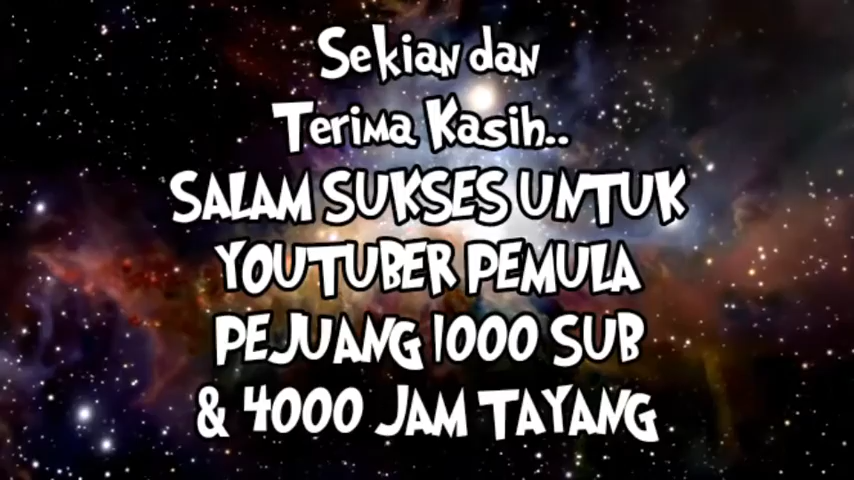 Sekian dan
Terima Kasih..
SALAM SUKSES UNTUK
YOUTUBER PEMULA
PEJUANG 1000 SUB
& 4000 JAM TAYANG